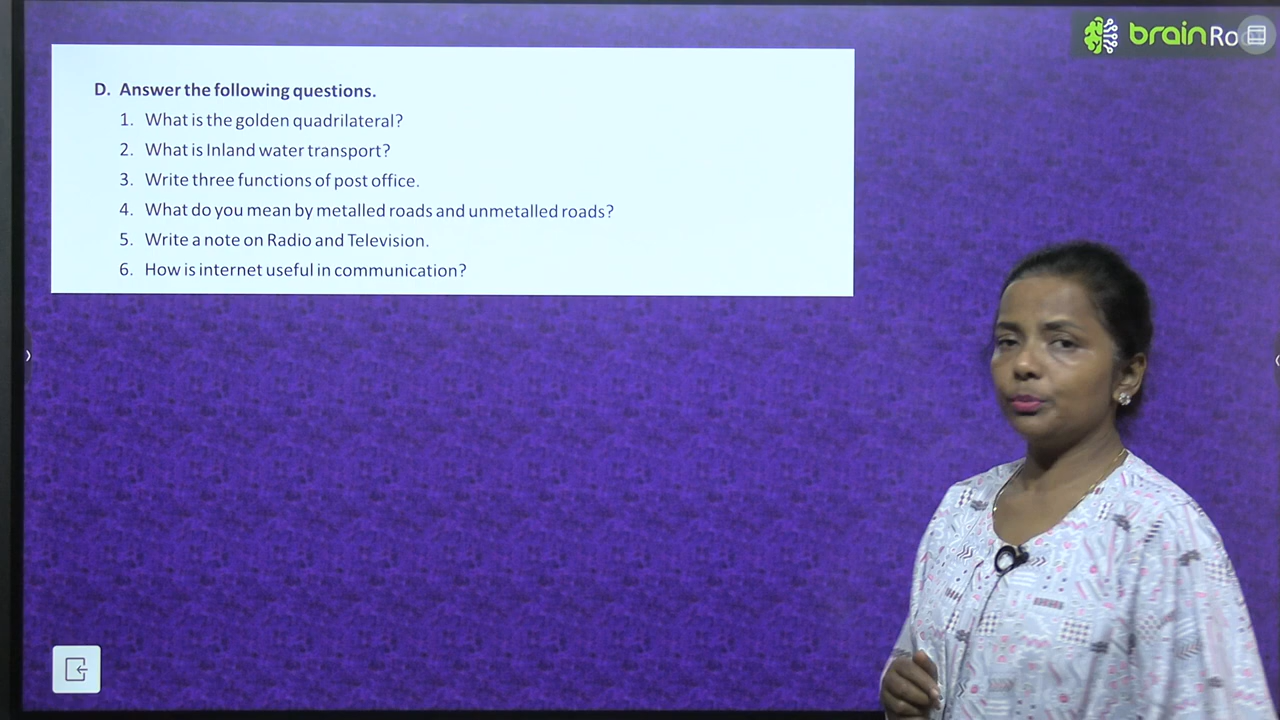 brain
D. Answer the following questions.
1. What is the golden quadrilateral?
2. What is Inland water transport?
3. Write three functions of post office.
4. What do you mean by metalled roads and unmetalled roads?
5. Write a note on Radio and Television.
6. How is internet useful in communication?